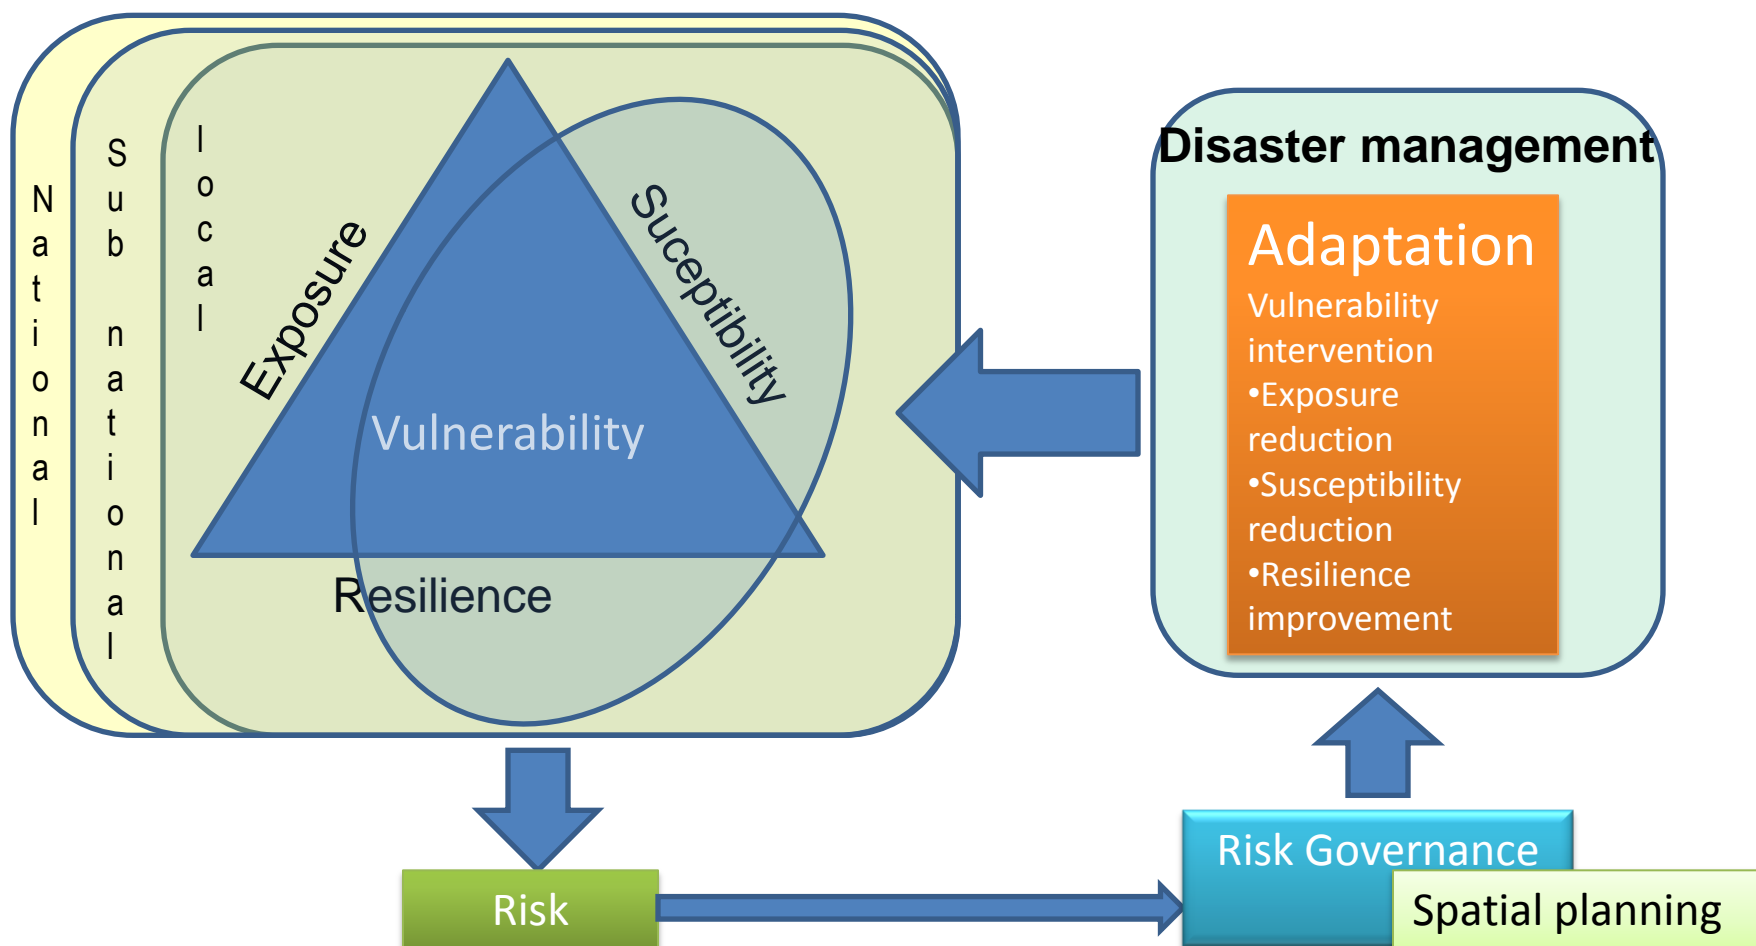 National
Sub national
local
Exposure
Suceptibility
Vulnerability
Resilience
Disaster management
Adaptation
Vulnerability
intervention
•Exposure
reduction
•Susceptibility
reduction
•Resilience
improvement
Risk
Risk Governance
Spatial planning